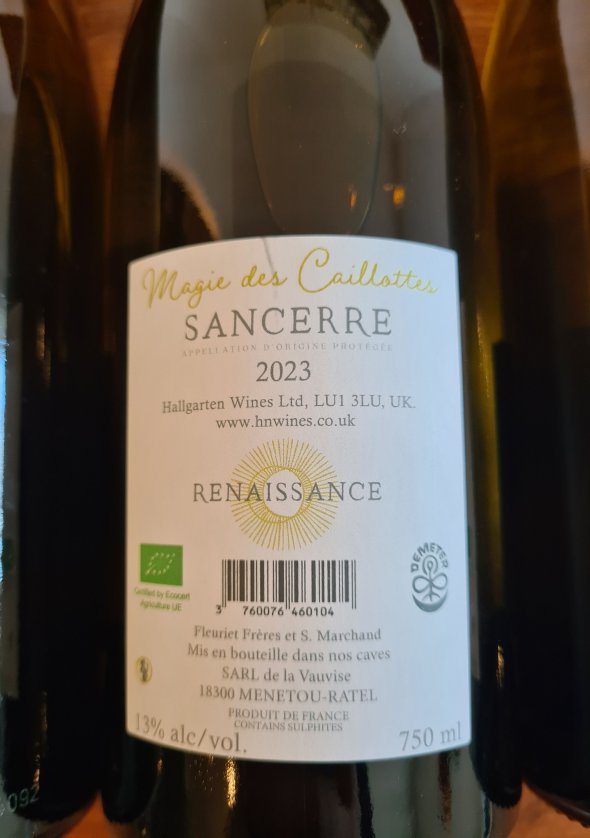 Magie des Caillottes
SANCERRE
APPELLATION D'ORIGINE PROTÉGÉE
2023
Hallgarten Wines Ltd, LU1 3LU, UK.
www.hnwines.co.uk
RENAISSANCE
DEMETER
Certified by Ecocert
Agriculture UE
3 760076 460104
Fleuriet Frères et S. Marchand
Mis en bouteille dans nos caves
SARL de la Vauvise
18300 MENETOU-RATEL
PRODUIT DE FRANCE
CONTAINS SULPHITES
13% alc/vol.
750 ml
092